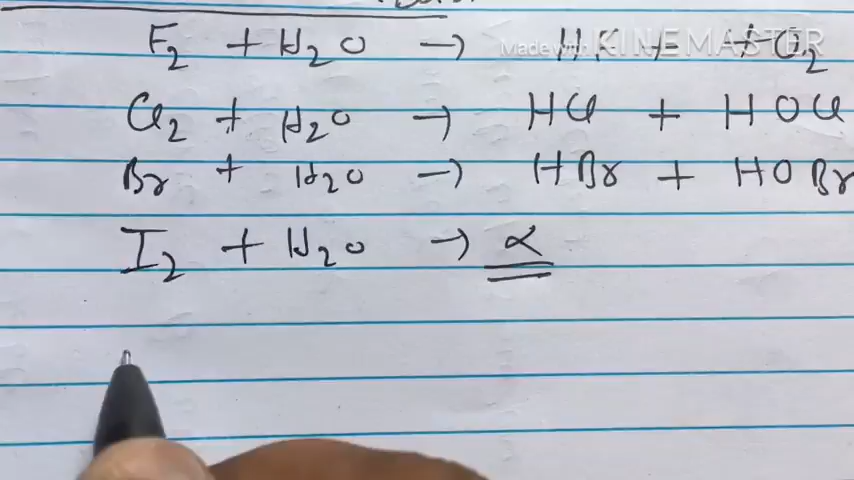 F₂ + H₂O → HF + O₂
Made with KINEMASTER
Cl₂ + H₂O → HCl + HOCl
Br + H₂O → HBr + HOBr
I₂ + H₂O → ×